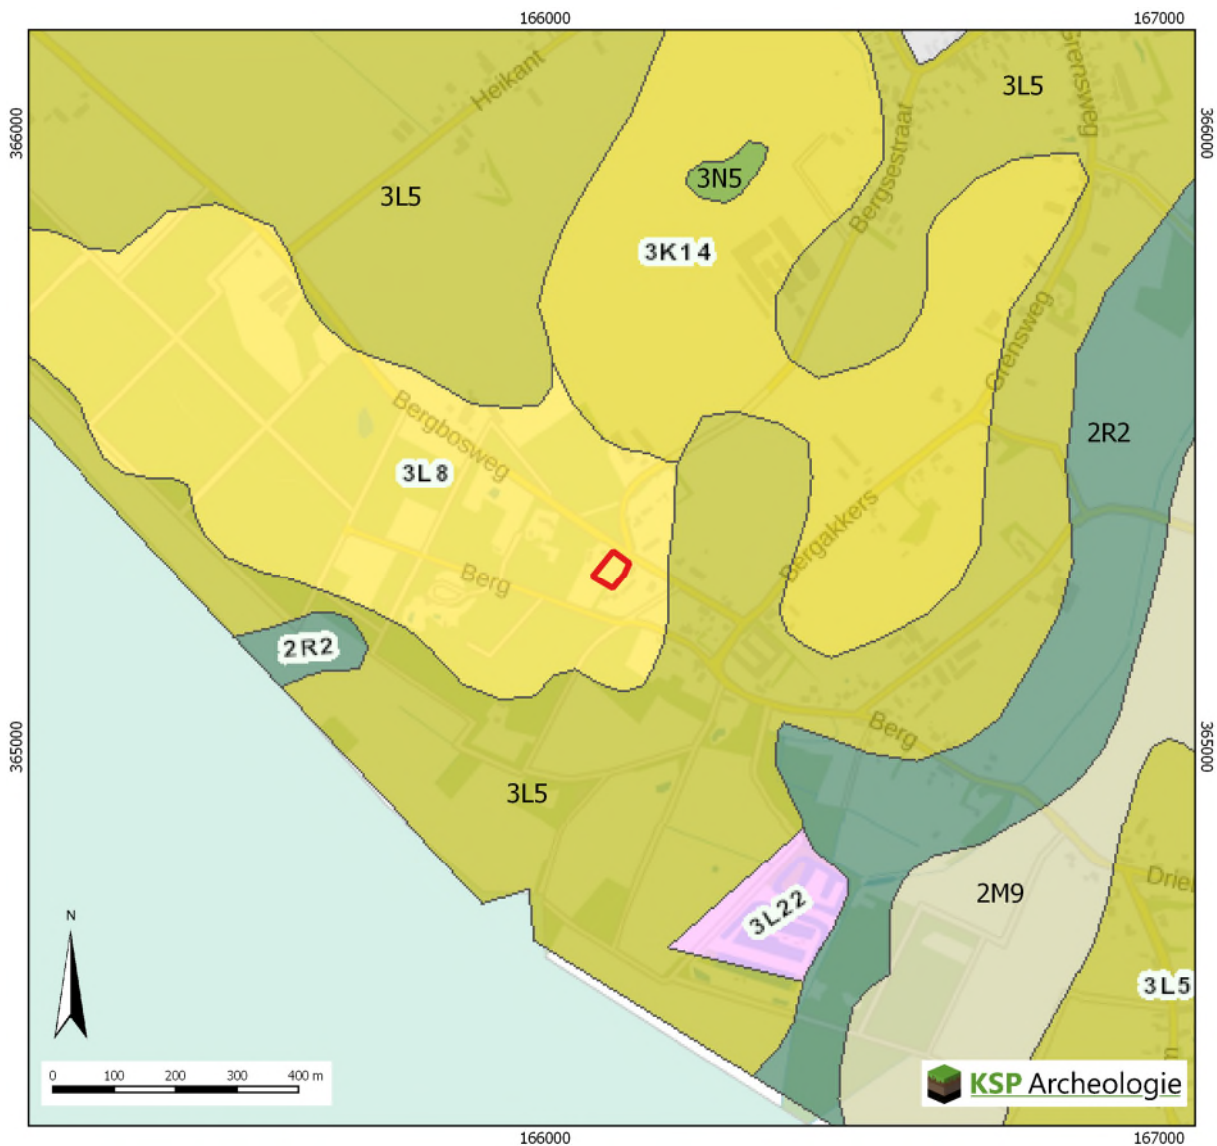 166000
167000
366000
366000
Heikant
Grensweg
3L5
3L5
Bergsestraat
3N5
3K14
Grensweg
Bergbosweg
3L8
2R2
Bergakkers
Berg
2R2
Berg
365000
365000
3L5
Drie
2M9
3L22
3L5
N
0 100 200 300 400 m
KSP Archeologie
166000
167000